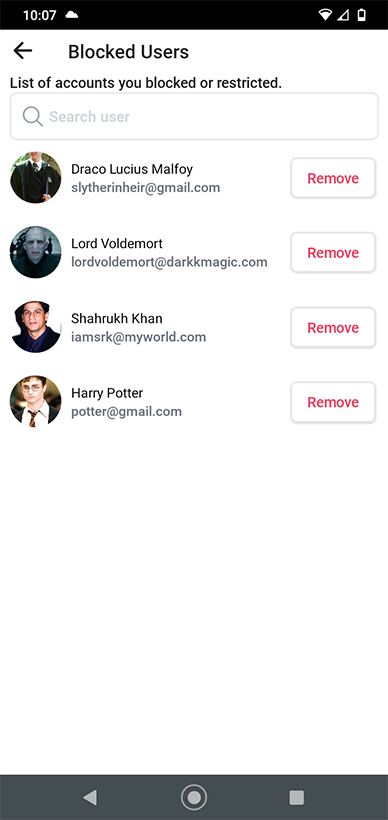 10:07
Blocked Users
List of accounts you blocked or restricted.
Search user
Draco Lucius Malfoy
slytherinheir@gmail.com
Remove
Lord Voldemort
lordvoldemort@darkkmagic.com
Remove
Shahrukh Khan
iamsrk@myworld.com
Remove
Harry Potter
potter@gmail.com
Remove